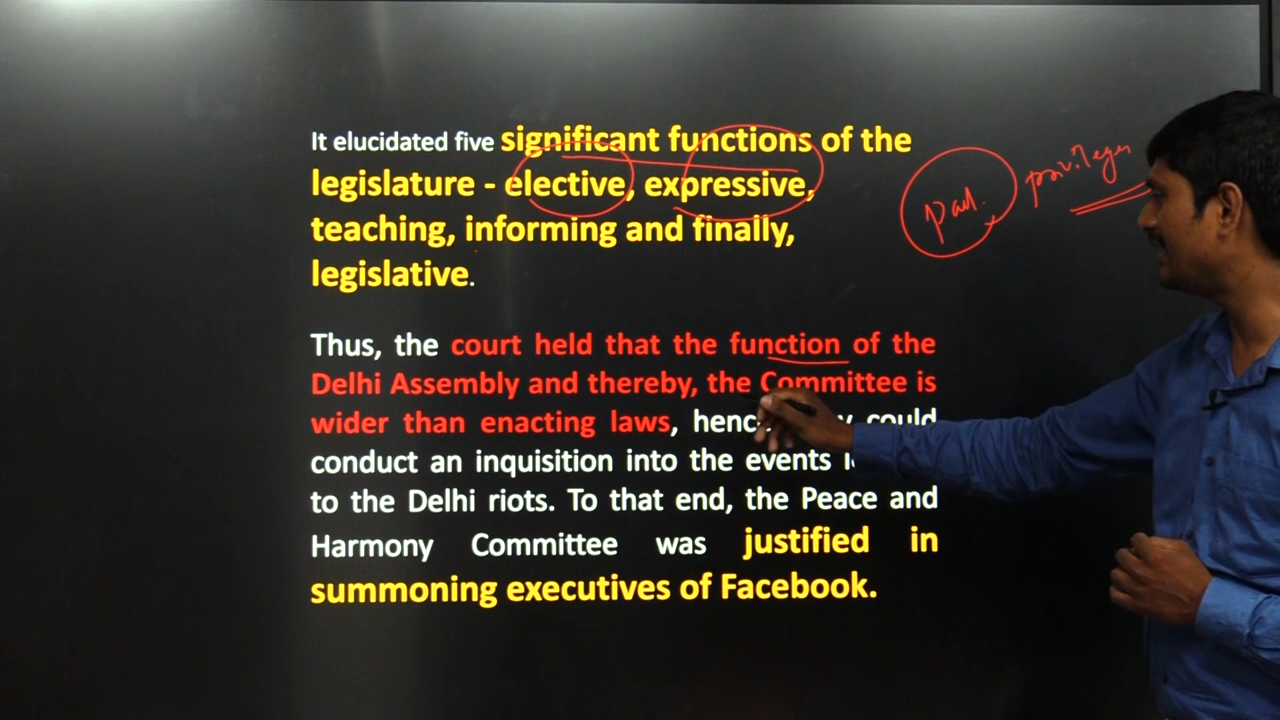 It elucidated five significant functions of the
legislature - elective, expressive,
teaching, informing and finally,
legislative.
parl. privileges
Thus, the court held that the function of the
Delhi Assembly and thereby, the Committee is
wider than enacting laws, could
conduct an inquisition into the events
to the Delhi riots. To that end, the Peace and
Harmony Committee was justified in
summoning executives of Facebook.